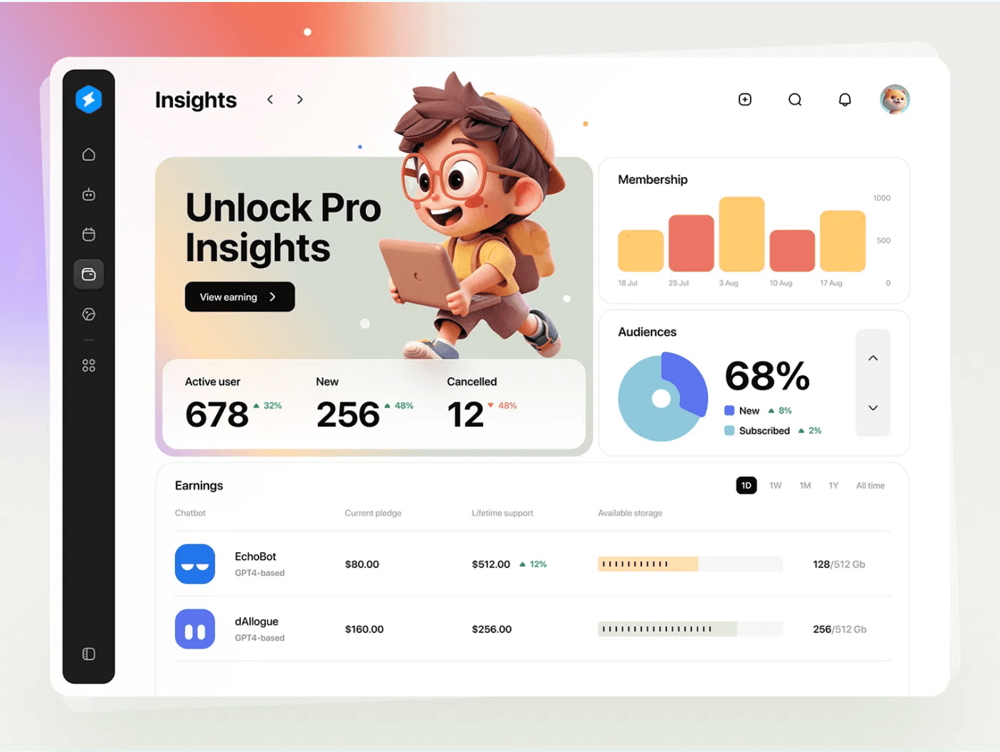 Insights
Unlock Pro
Insights
View earning
Active user
678 32%
New
256 48%
Cancelled
12 48%
Membership
1000
500
0
18 Jul 25 Jul 3 Aug 10 Aug 17 Aug
Audiences
68%
New 8%
Subscribed 2%
Earnings
1D 1W 1M 1Y All time
Chatbot Current pledge Lifetime support Available storage
EchoBot
GPT4-based
$80.00 $512.00 12% 128/512 Gb
dAllogue
GPT4-based
$160.00 $256.00 256/512 Gb